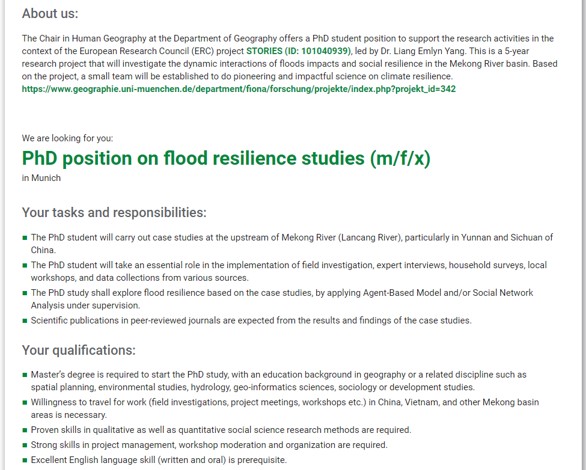 About us:
The Chair in Human Geography at the Department of Geography offers a PhD student position to support the research activities in the
context of the European Research Council (ERC) project STORIES (ID: 101040939), led by Dr. Liang Emlyn Yang. This is a 5-year
research project that will investigate the dynamic interactions of floods impacts and social resilience in the Mekong River basin. Based
on the project, a small team will be established to do pioneering and impactful science on climate resilience.
https://www.geographie.uni-muenchen.de/department/fiona/forschung/projekte/index.php?projekt_id=342
We are looking for you:
PhD position on flood resilience studies (m/f/x)
in Munich
Your tasks and responsibilities:
The PhD student will carry out case studies at the upstream of Mekong River (Lancang River), particularly in Yunnan and Sichuan of
China.
The PhD student will take an essential role in the implementation of field investigation, expert interviews, household surveys, local
workshops, and data collections from various sources.
The PhD study shall explore flood resilience based on the case studies, by applying Agent-Based Model and/or Social Network
Analysis under supervision.
Scientific publications in peer-reviewed journals are expected from the results and findings of the case studies.
Your qualifications:
Master's degree is required to start the PhD study, with an education background in geography or a related discipline such as
spatial planning, environmental studies, hydrology, geo-informatics sciences, sociology or development studies.
Willingness to travel for work (field investigations, project meetings, workshops etc.) in China, Vietnam, and other Mekong basin
areas is necessary.
Proven skills in qualitative as well as quantitative social science research methods are required.
Strong skills in project management, workshop moderation and organization are required.
Excellent English language skill (written and oral) is prerequisite.